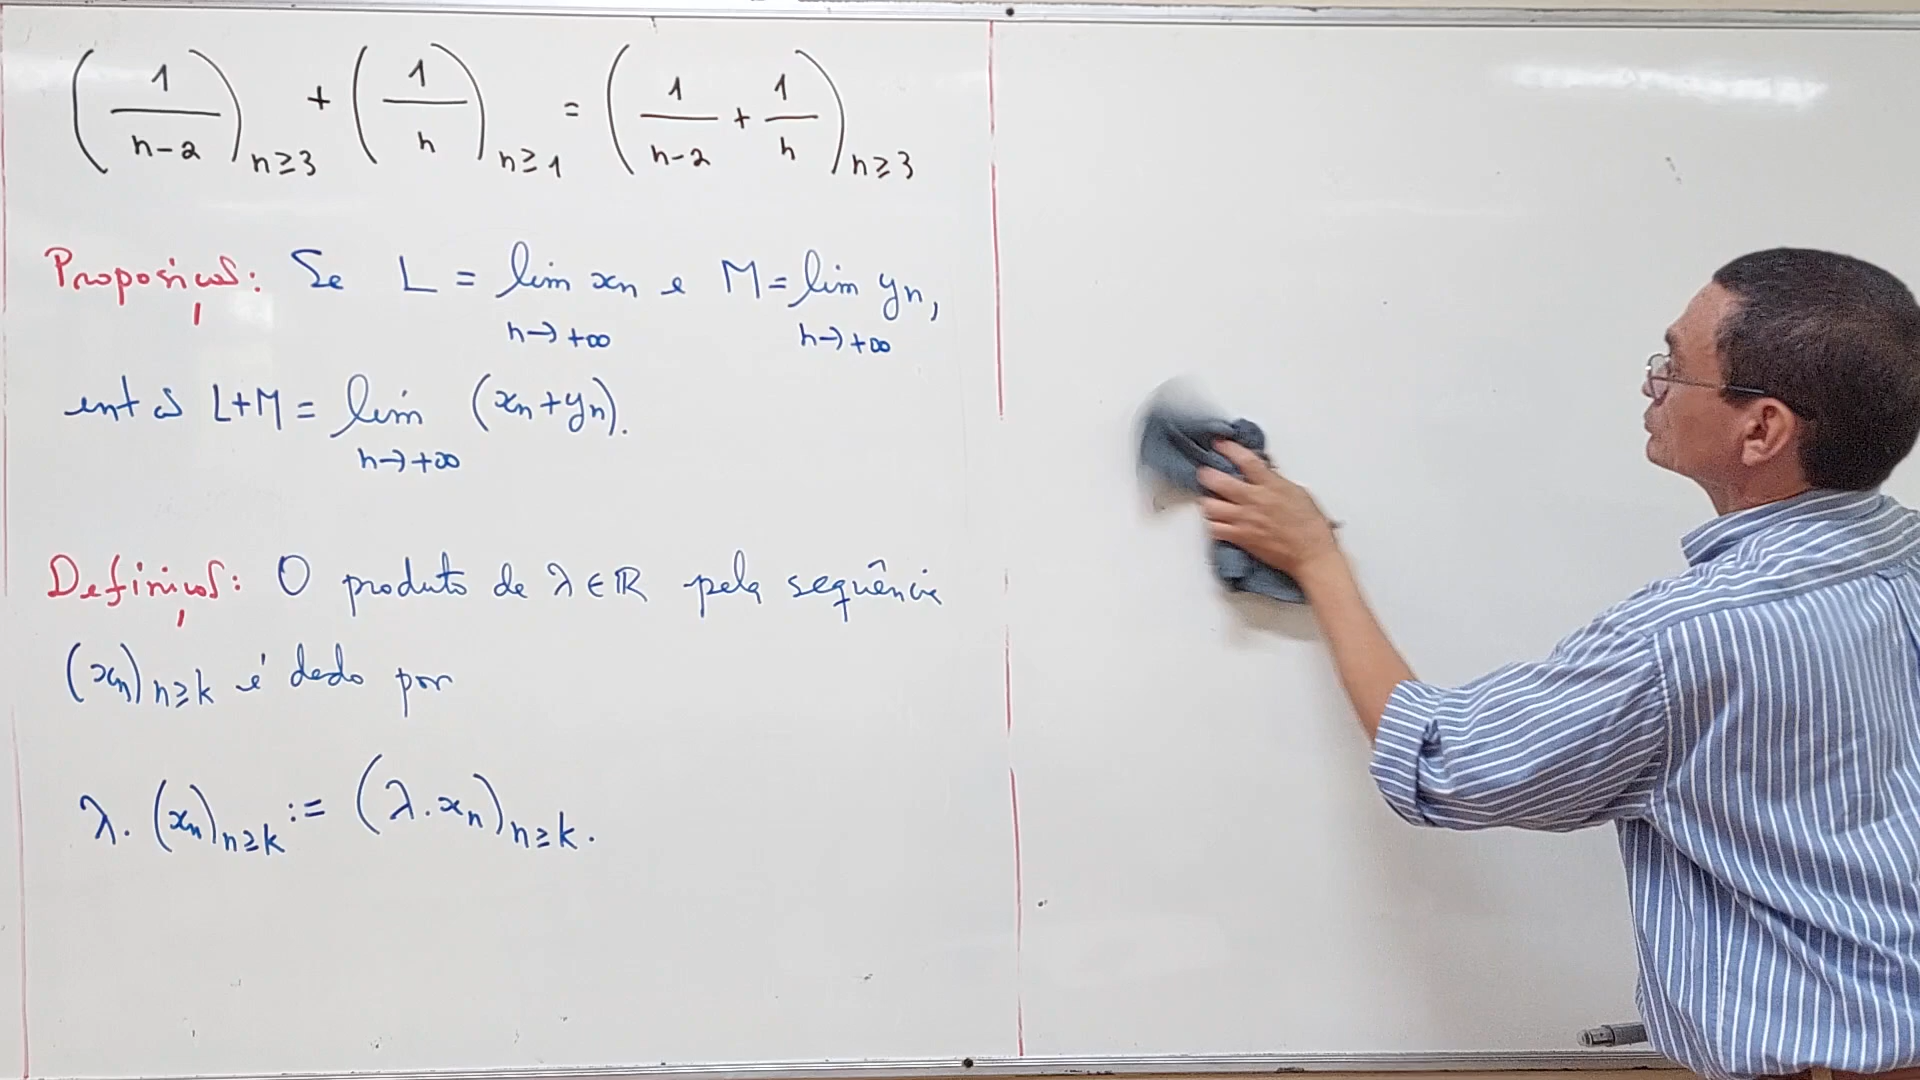 (1/(n-2))_{n≥3} + (1/n)_{n≥1} = (1/(n-2) + 1/n)_{n≥3}
Proposição: Se L = lim_{n→+∞} xₙ e M = lim_{n→+∞} yₙ,
então L+M = lim_{n→+∞} (xₙ+yₙ).
Definição: O produto de λ∈ℝ pela sequência
(xₙ)_{n≥k} é dado por
λ. (xₙ)_{n≥k} := (λ.xₙ)_{n≥k}.